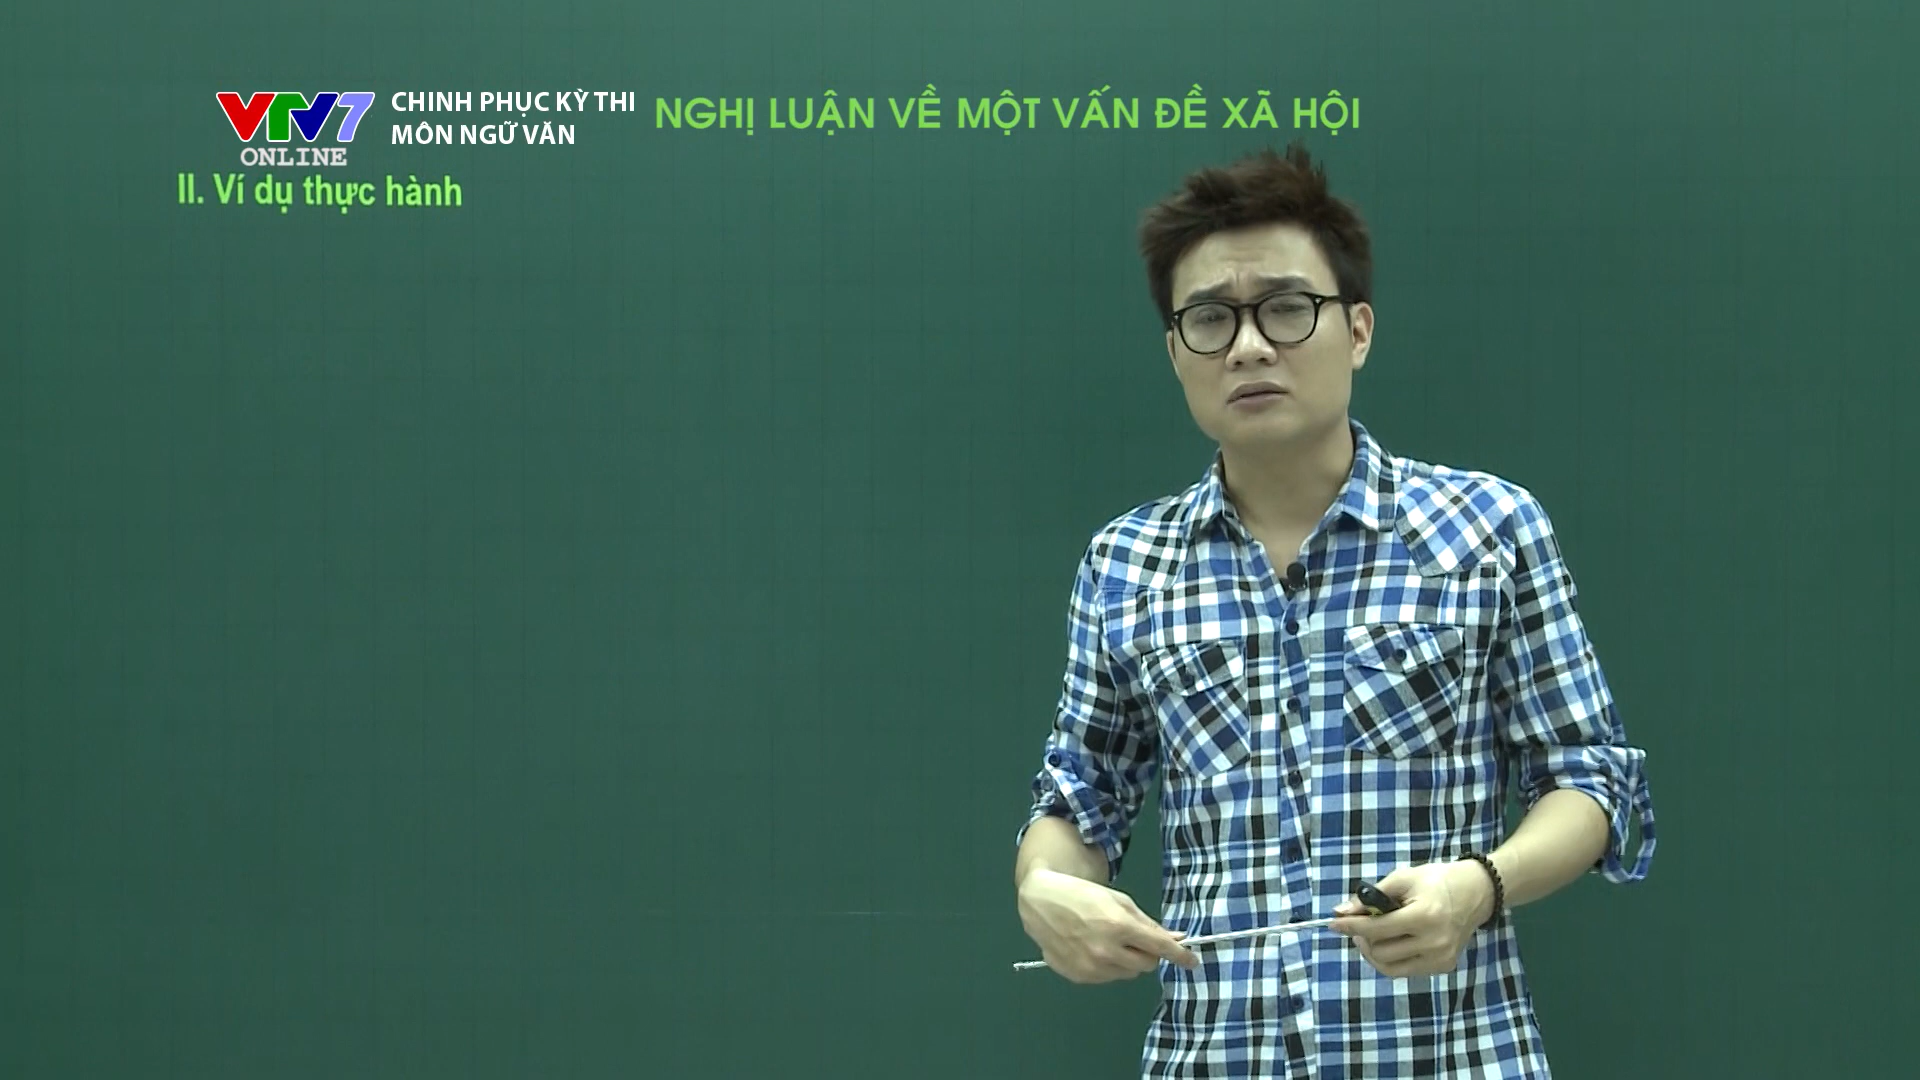 VTV7
ONLINE
CHINH PHỤC KỲ THI
MÔN NGỮ VĂN
NGHỊ LUẬN VỀ MỘT VẤN ĐỀ XÃ HỘI
II. Ví dụ thực hành